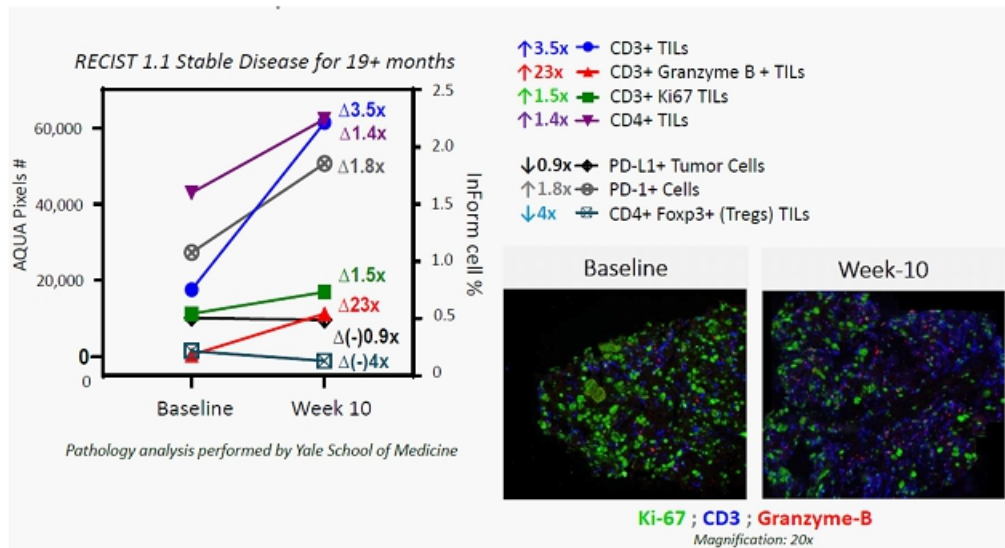 RECIST 1.1 Stable Disease for 19+ months
AQUA Pixels #
60,000
40,000
20,000
0
0
2.5
2.0
1.5
1.0
0.5
0
InForm cell %
Δ3.5x
Δ1.4x
Δ1.8x
Δ1.5x
Δ23x
Δ(-)0.9x
Δ(-)4x
Baseline
Week 10
Pathology analysis performed by Yale School of Medicine
↑3.5x CD3+ TILs
↑23x CD3+ Granzyme B + TILs
↑1.5x CD3+ Ki67 TILs
↑1.4x CD4+ TILs
↓0.9x PD-L1+ Tumor Cells
↑1.8x PD-1+ Cells
↓4x CD4+ Foxp3+ (Tregs) TILs
Baseline
Week-10
Ki-67 ; CD3 ; Granzyme-B
Magnification: 20x